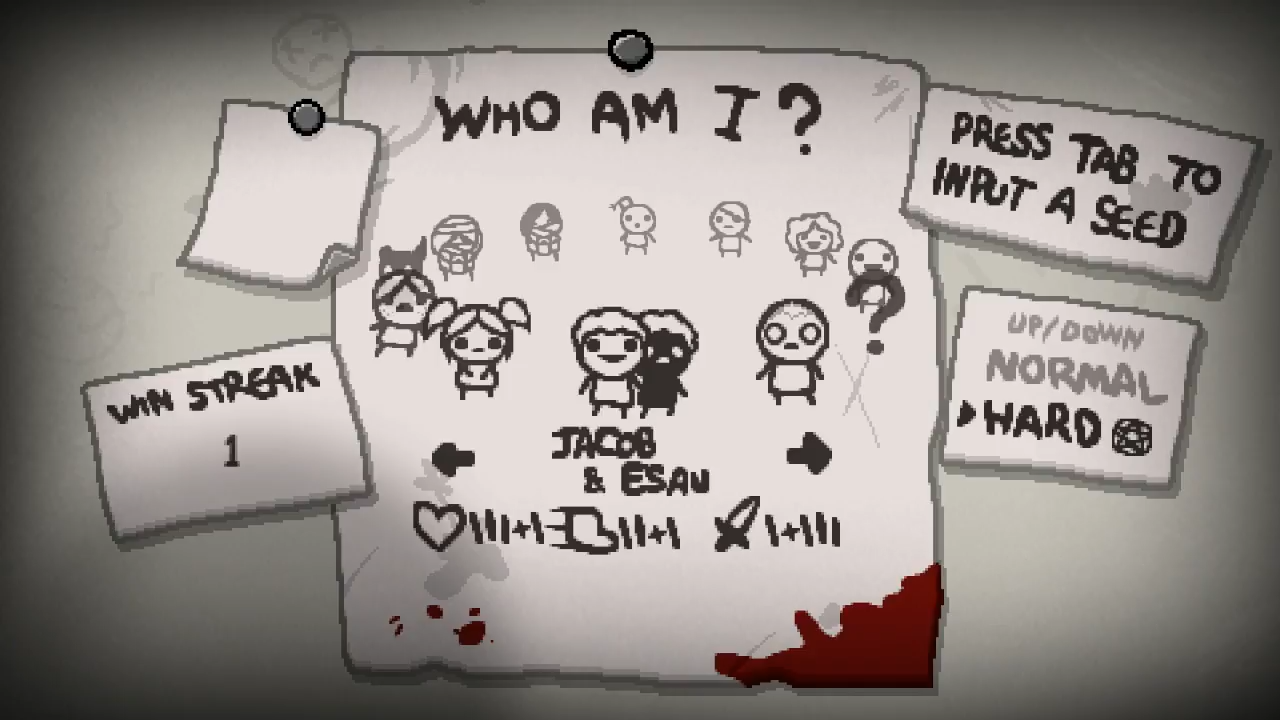 WHO AM I?
PRESS TAB TO
INPUT A SEED
WIN STREAK
1
UP/DOWN
NORMAL
HARD
JACOB
& ESAU